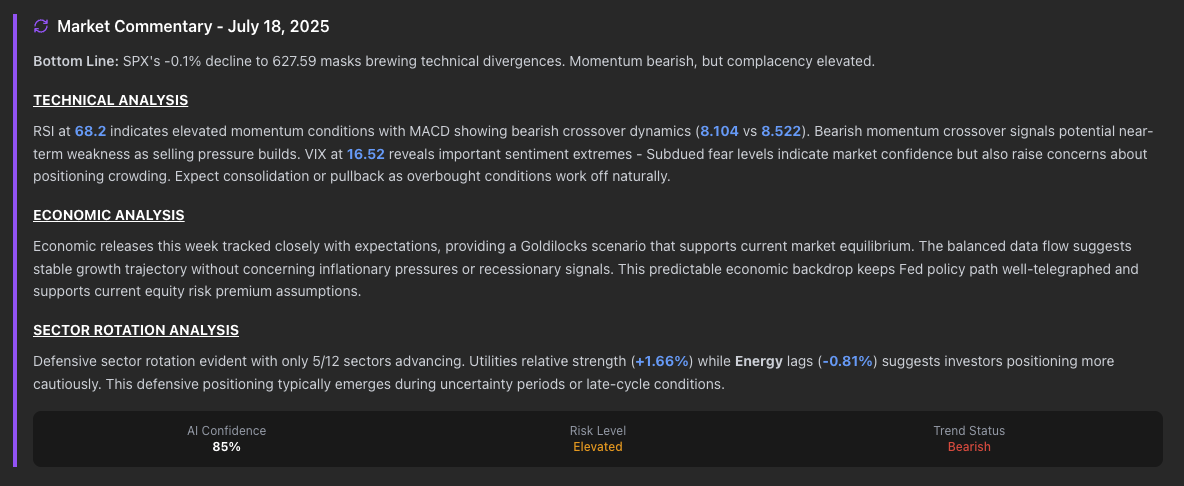 Market Commentary - July 18, 2025
Bottom Line: SPX's -0.1% decline to 627.59 masks brewing technical divergences. Momentum bearish, but complacency elevated.
TECHNICAL ANALYSIS
RSI at 68.2 indicates elevated momentum conditions with MACD showing bearish crossover dynamics (8.104 vs 8.522). Bearish momentum crossover signals potential near-
term weakness as selling pressure builds. VIX at 16.52 reveals important sentiment extremes - Subdued fear levels indicate market confidence but also raise concerns about
positioning crowding. Expect consolidation or pullback as overbought conditions work off naturally.
ECONOMIC ANALYSIS
Economic releases this week tracked closely with expectations, providing a Goldilocks scenario that supports current market equilibrium. The balanced data flow suggests
stable growth trajectory without concerning inflationary pressures or recessionary signals. This predictable economic backdrop keeps Fed policy path well-telegraphed and
supports current equity risk premium assumptions.
SECTOR ROTATION ANALYSIS
Defensive sector rotation evident with only 5/12 sectors advancing. Utilities relative strength (+1.66%) while Energy lags (-0.81%) suggests investors positioning more
cautiously. This defensive positioning typically emerges during uncertainty periods or late-cycle conditions.
AI Confidence
85%
Risk Level
Elevated
Trend Status
Bearish